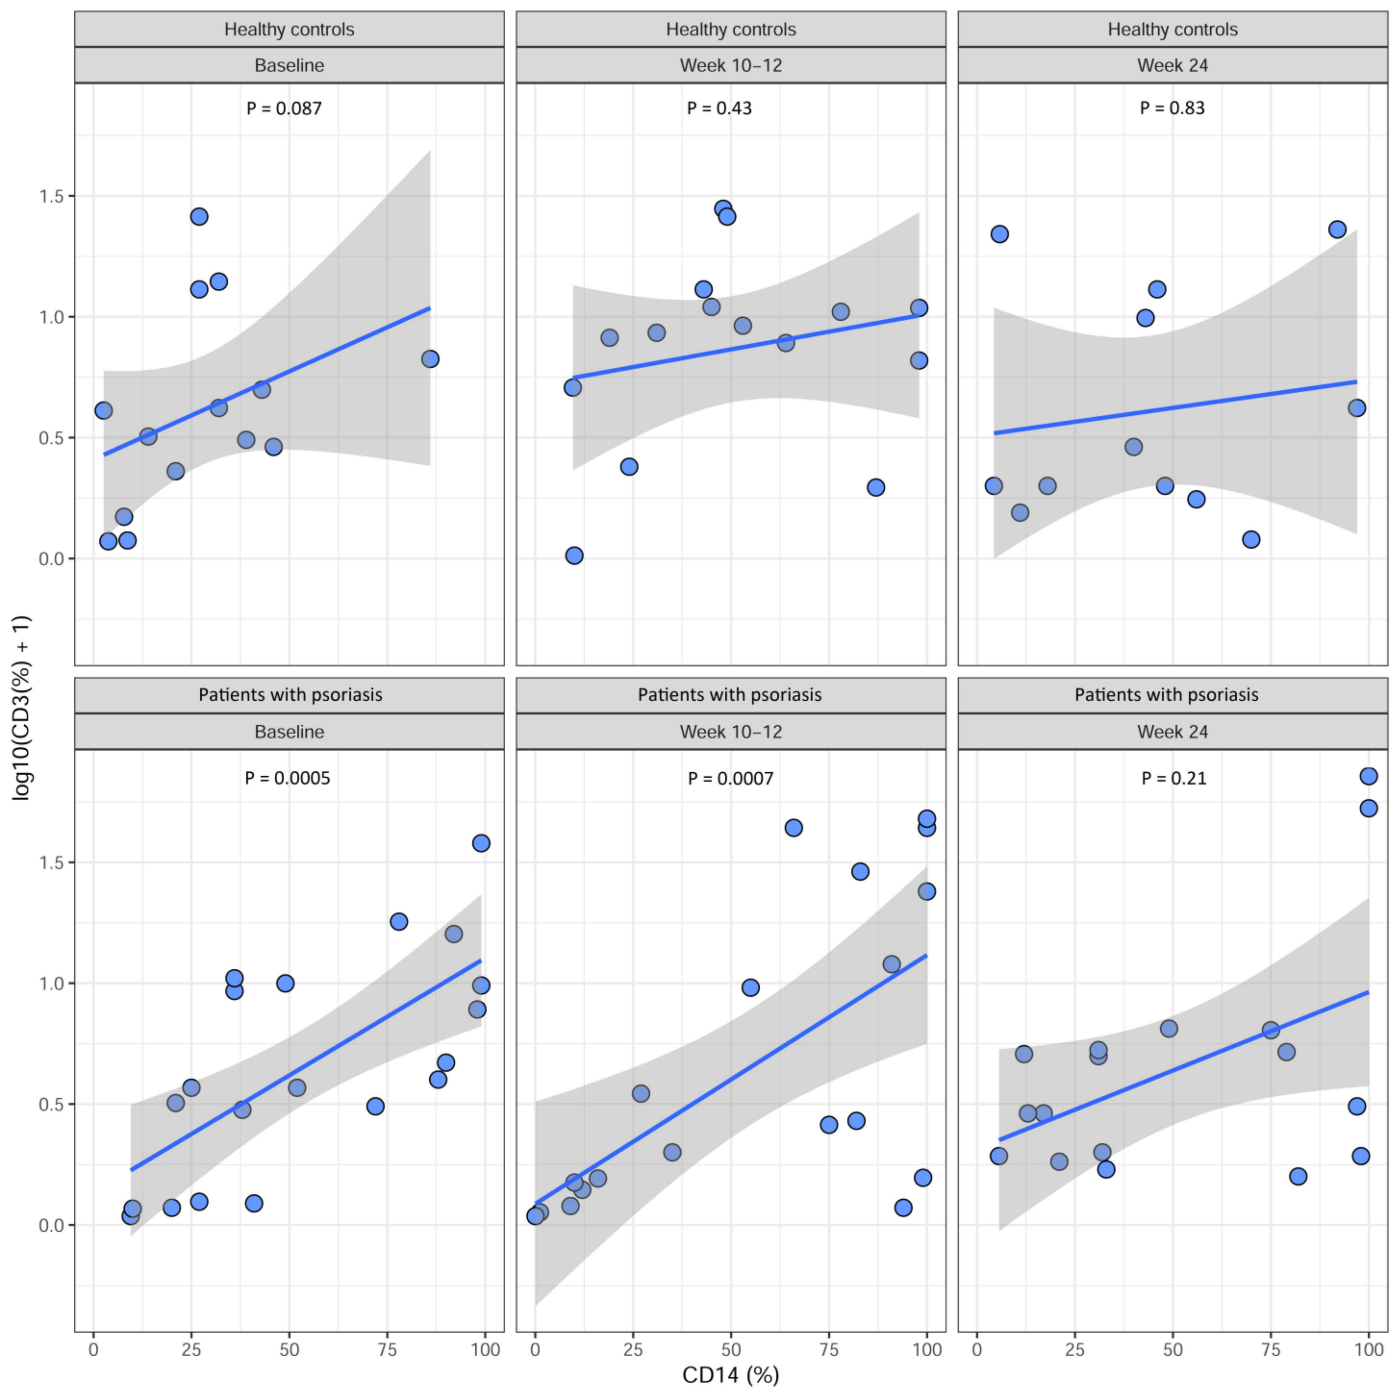 Healthy controls
Healthy controls
Healthy controls
Baseline
Week 10–12
Week 24
P = 0.087
P = 0.43
P = 0.83
1.5
1.0
0.5
0.0
log10(CD3(%) + 1)
Patients with psoriasis
Patients with psoriasis
Patients with psoriasis
Baseline
Week 10–12
Week 24
P = 0.0005
P = 0.0007
P = 0.21
1.5
1.0
0.5
0.0
0 25 50 75 100
0 25 50 75 100
0 25 50 75 100
CD14 (%)